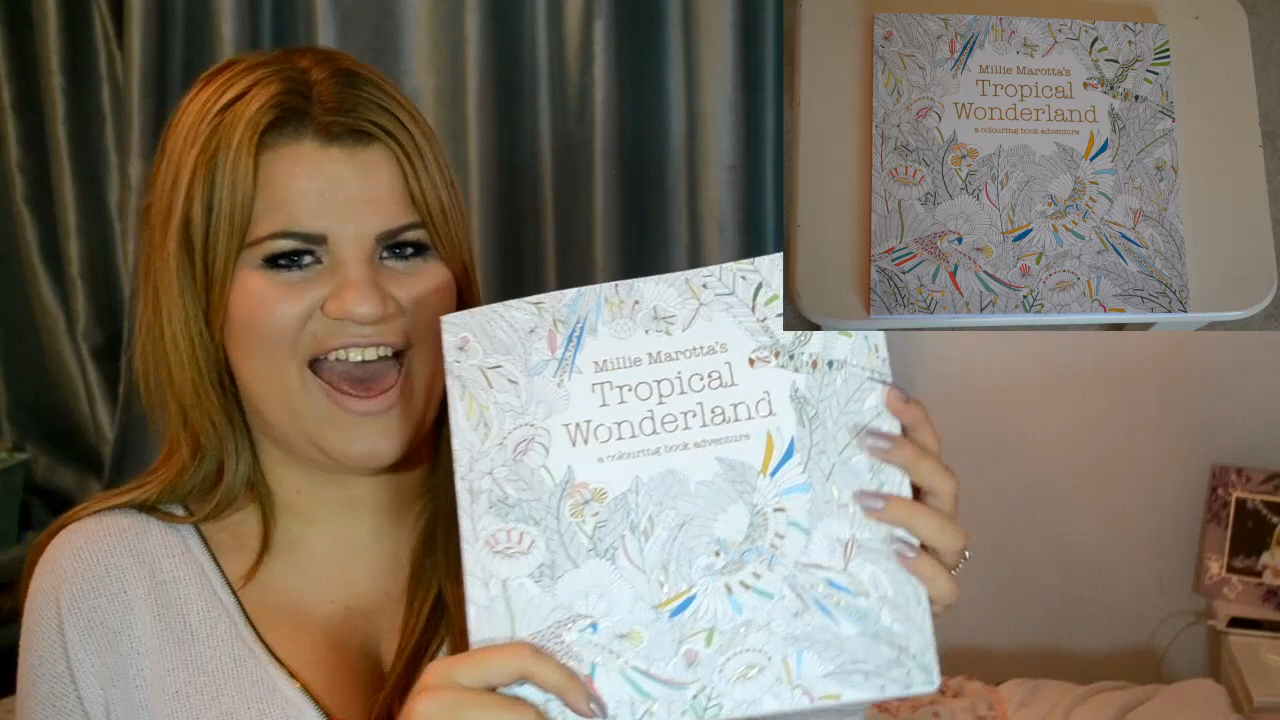 Millie Marotta's
Tropical
Wonderland
a colouring book adventure
Millie Marotta's
Tropical
Wonderland
a colouring book adventure